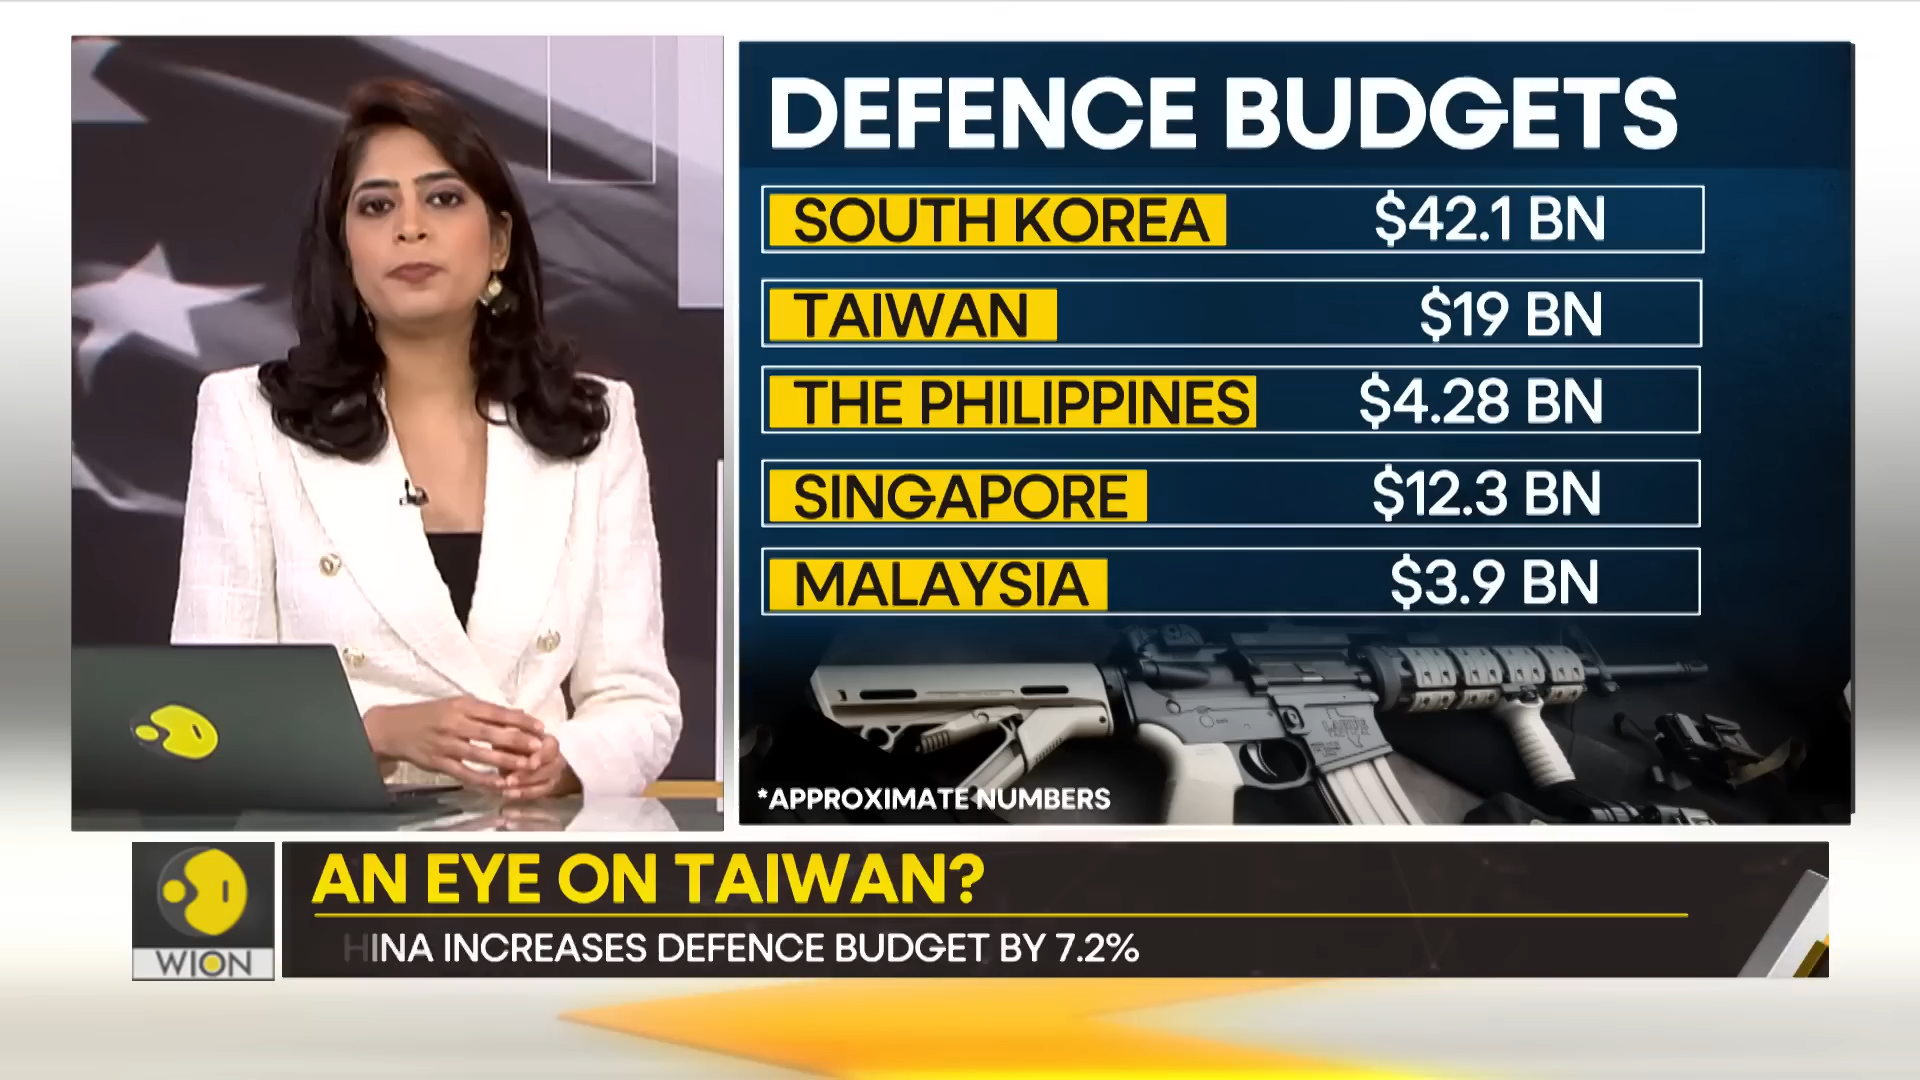 DEFENCE BUDGETS
SOUTH KOREA $42.1 BN
TAIWAN $19 BN
THE PHILIPPINES $4.28 BN
SINGAPORE $12.3 BN
MALAYSIA $3.9 BN
*APPROXIMATE NUMBERS
AN EYE ON TAIWAN?
HINA INCREASES DEFENCE BUDGET BY 7.2%
WION